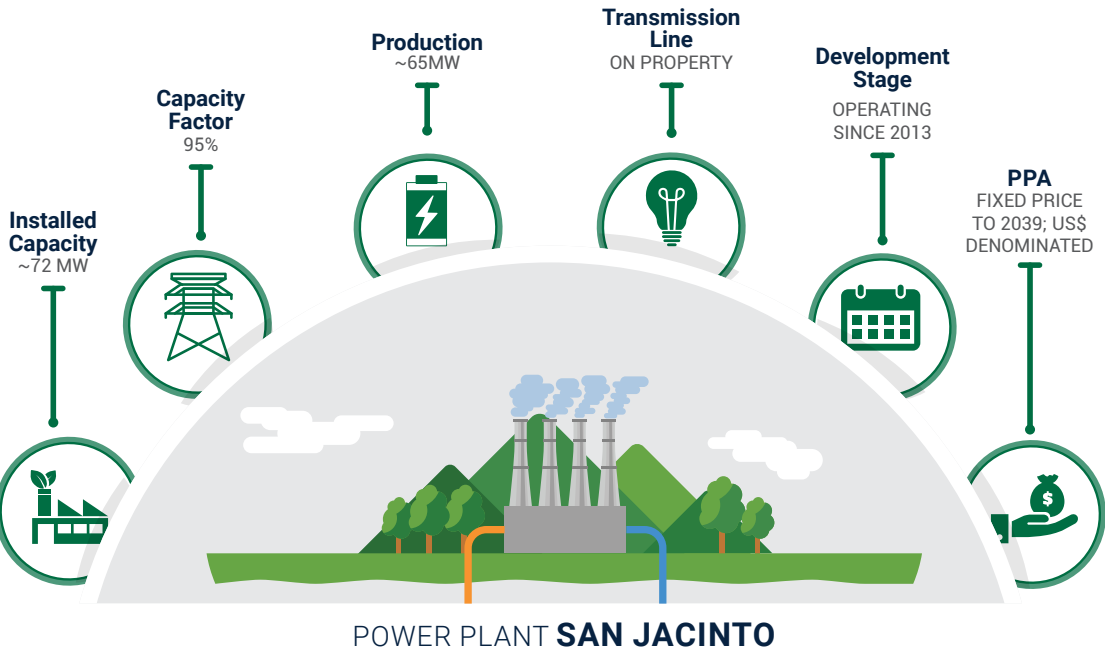 Installed
Capacity
~72 MW
Capacity
Factor
95%
Production
~65MW
Transmission
Line
ON PROPERTY
Development
Stage
OPERATING
SINCE 2013
PPA
FIXED PRICE
TO 2039; US$
DENOMINATED
$
POWER PLANT SAN JACINTO